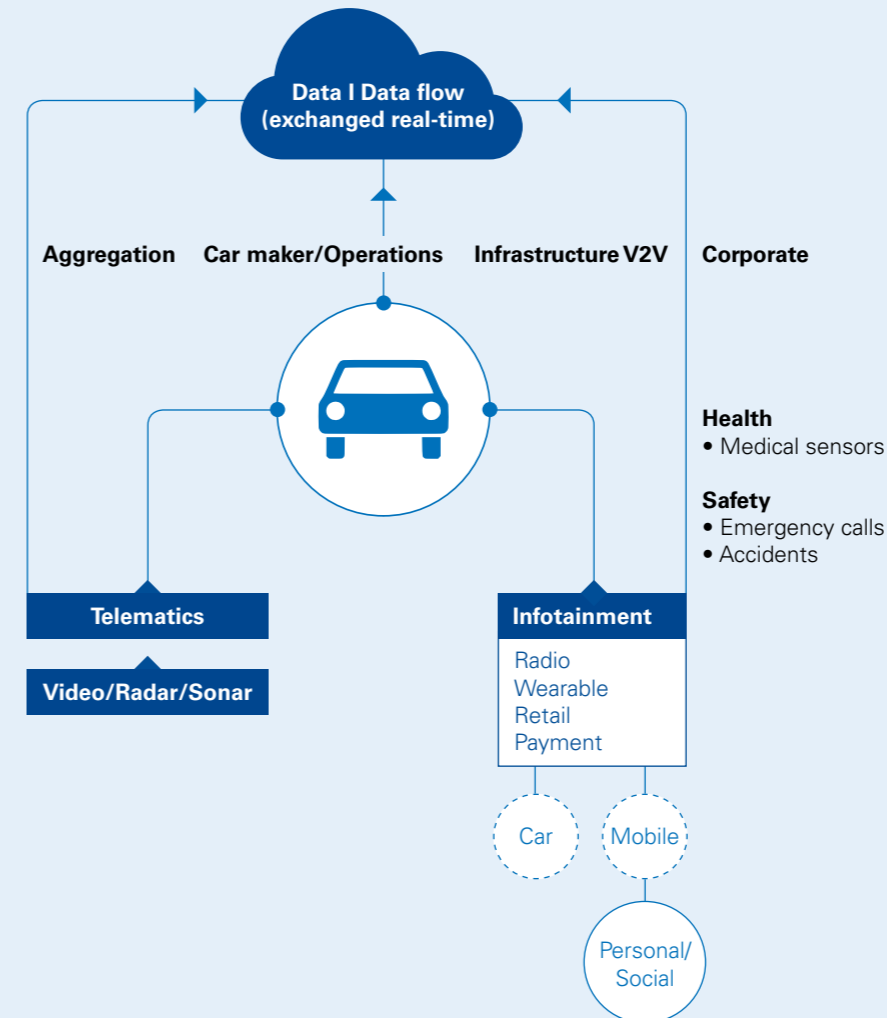 Data I Data flow
(exchanged real-time)
Aggregation
Car maker/Operations
Infrastructure V2V
Corporate
Health
• Medical sensors
Safety
• Emergency calls
• Accidents
Telematics
Video/Radar/Sonar
Infotainment
Radio
Wearable
Retail
Payment
Car
Mobile
Personal/
Social